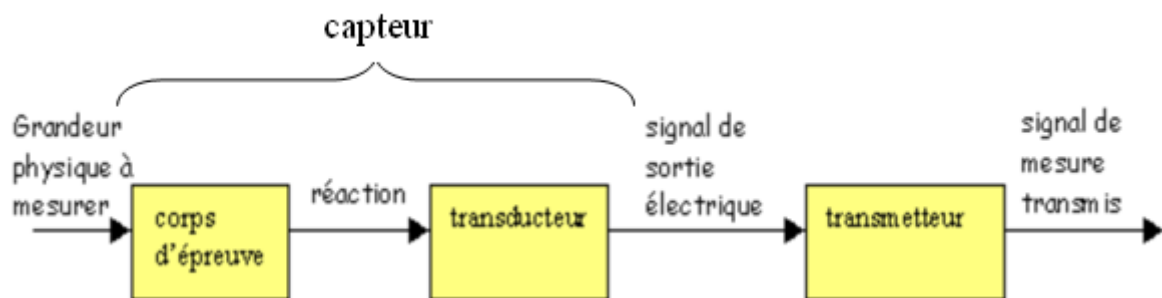 capteur
Grandeur
physique à
mesurer
corps
d'épreuve
réaction
transducteur
signal de
sortie
électrique
transmetteur
signal de
mesure
transmis